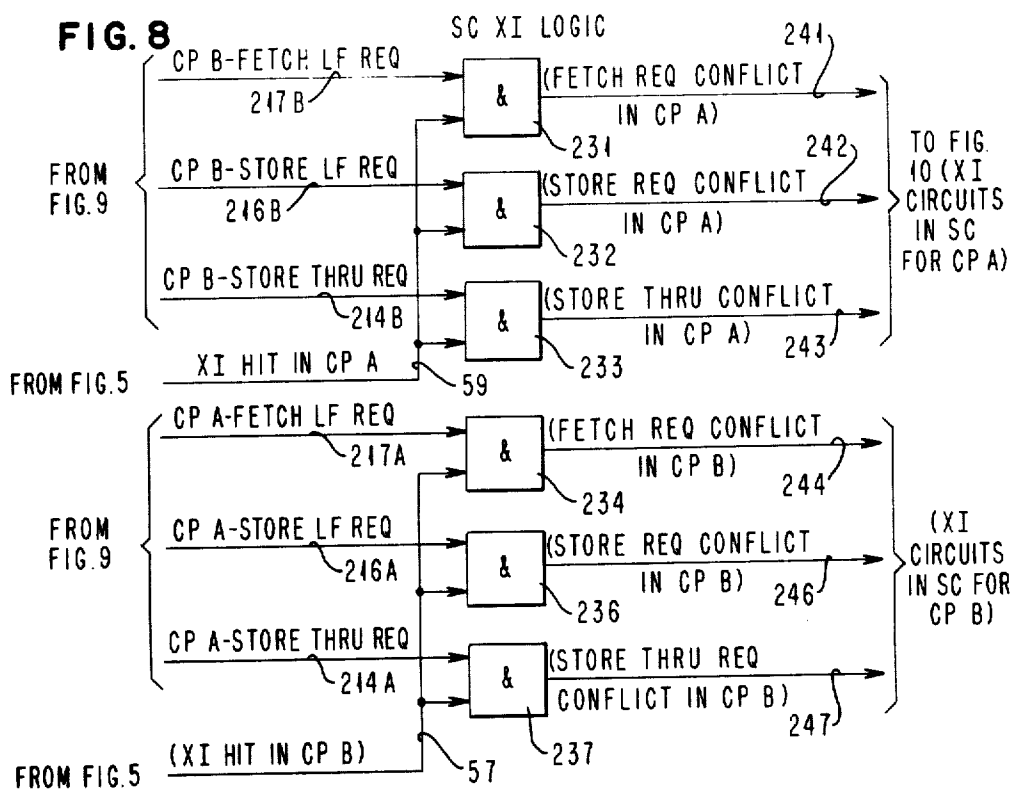 FIG. 8
SC XI LOGIC
CP B-FETCH LF REQ
217B
&
231
(FETCH REQ CONFLICT
IN CP A)
241
FROM
FIG. 9
CP B-STORE LF REQ
216B
&
232
(STORE REQ CONFLICT
IN CP A)
242
TO FIG.
10 (XI
CIRCUITS
IN SC
FOR CP A)
CP B-STORE THRU REQ
214B
&
233
(STORE THRU CONFLICT
IN CP A)
243
FROM FIG. 5
XI HIT IN CP A
59
CP A-FETCH LF REQ
217A
&
234
(FETCH REQ CONFLICT
IN CP B)
244
FROM
FIG. 9
CP A-STORE LF REQ
216A
&
236
(STORE REQ CONFLICT
IN CP B)
246
(XI
CIRCUITS
IN SC FOR
CP B)
CP A-STORE THRU REQ
214A
&
237
(STORE THRU REQ
CONFLICT IN CP B)
247
FROM FIG. 5
(XI HIT IN CP B)
57